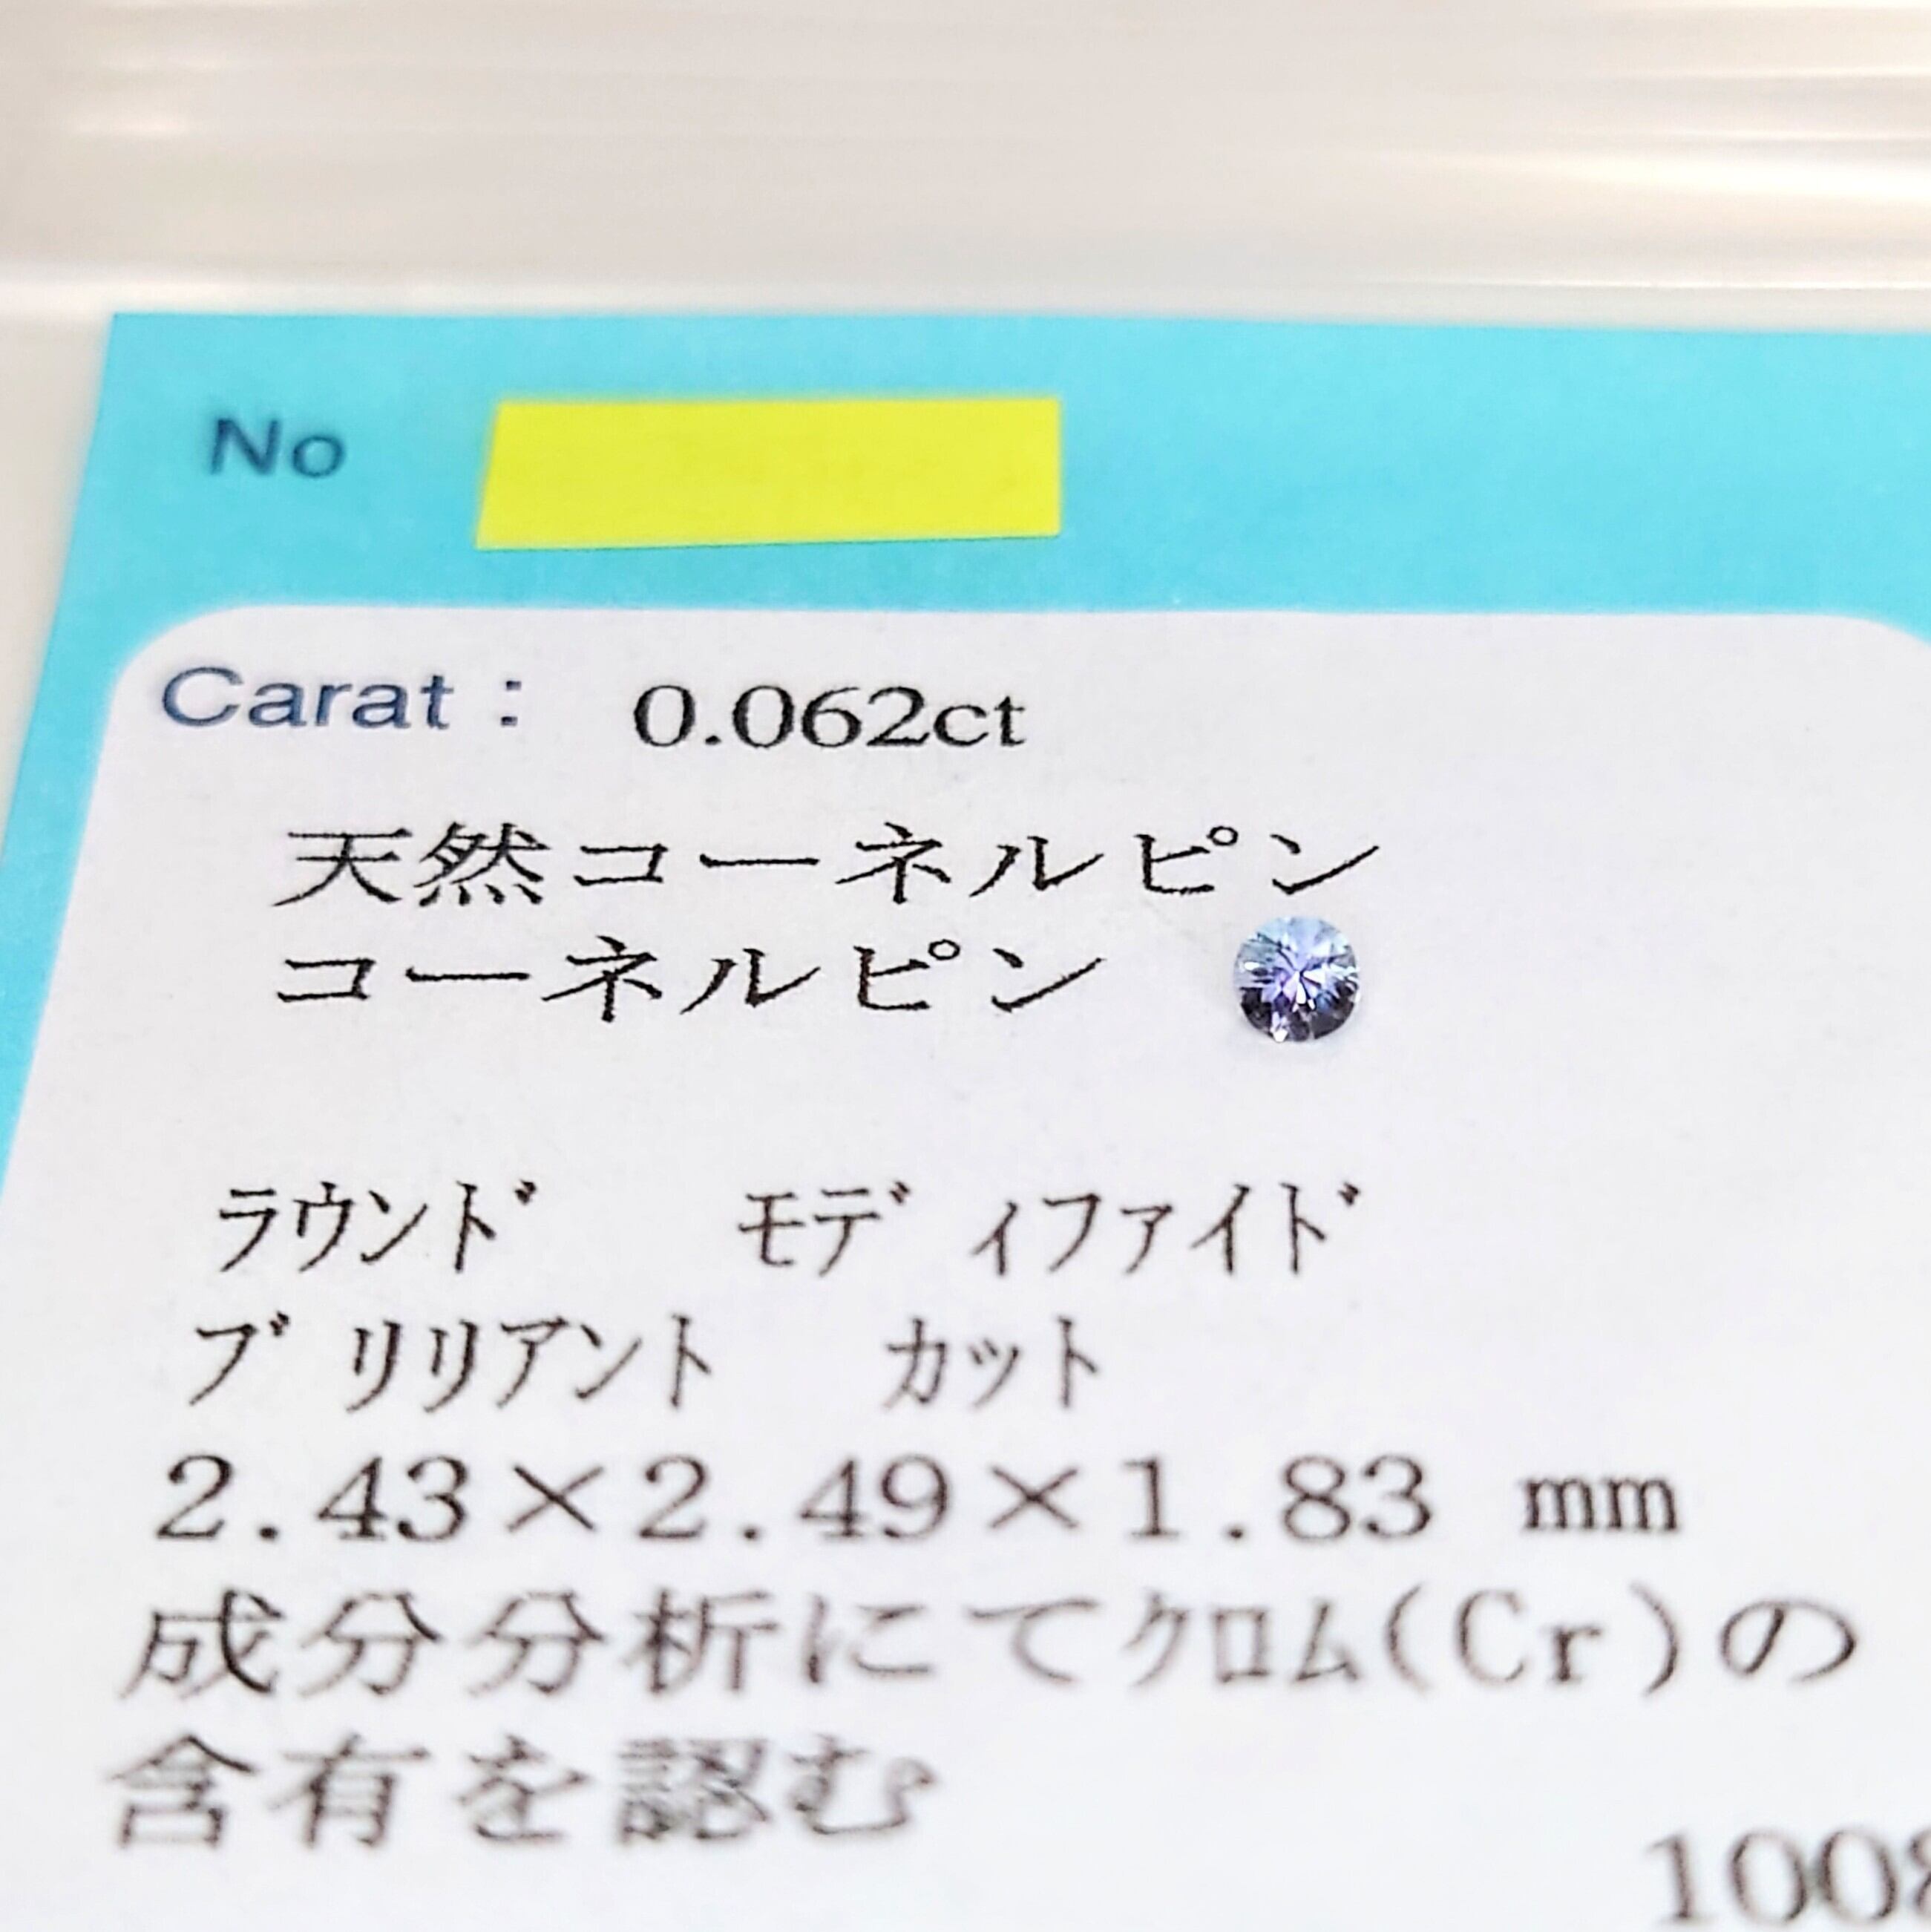 No
Carat : 0.062ct
天然コーネルピン
コーネルピン
ﾗｳﾝﾄﾞ ﾓﾃﾞｨﾌｧｲﾄﾞ
ﾌﾞﾘﾘｱﾝﾄ ｶｯﾄ
2.43×2.49×1.83 mm
成分分析にてｸﾛﾑ(Cr)の
含有を認む
1008